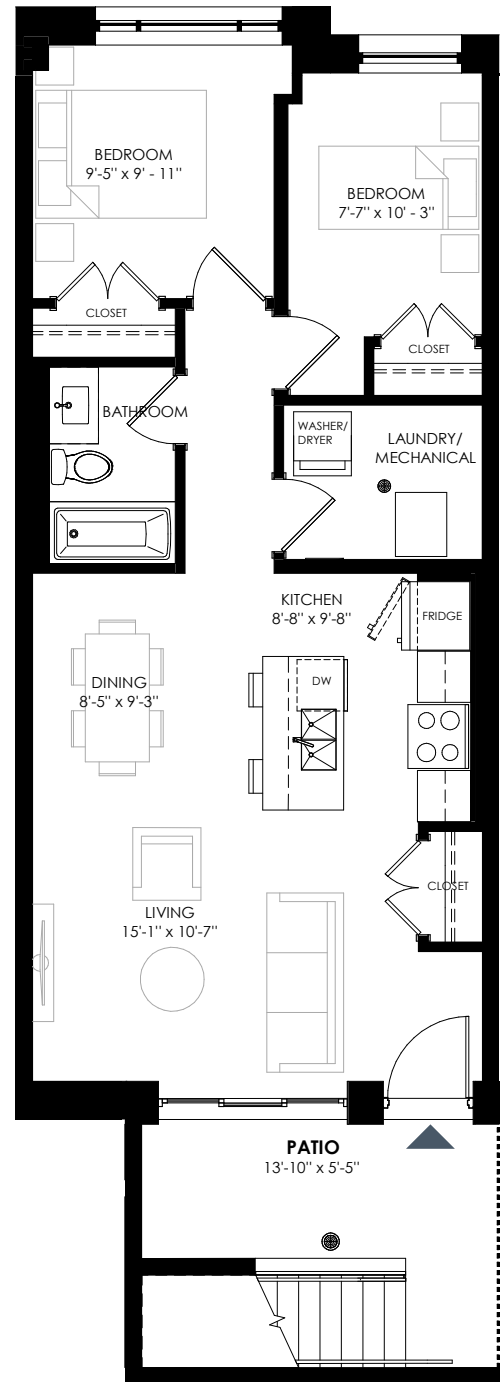 BEDROOM
9'-5" x 9' - 11"
BEDROOM
7'-7" x 10' - 3"
CLOSET
CLOSET
BATHROOM
WASHER/
DRYER
LAUNDRY/
MECHANICAL
KITCHEN
8'-8" x 9'-8"
FRIDGE
DW
DINING
8'-5" x 9'-3"
CLOSET
LIVING
15'-1" x 10'-7"
PATIO
13'-10" x 5'-5"